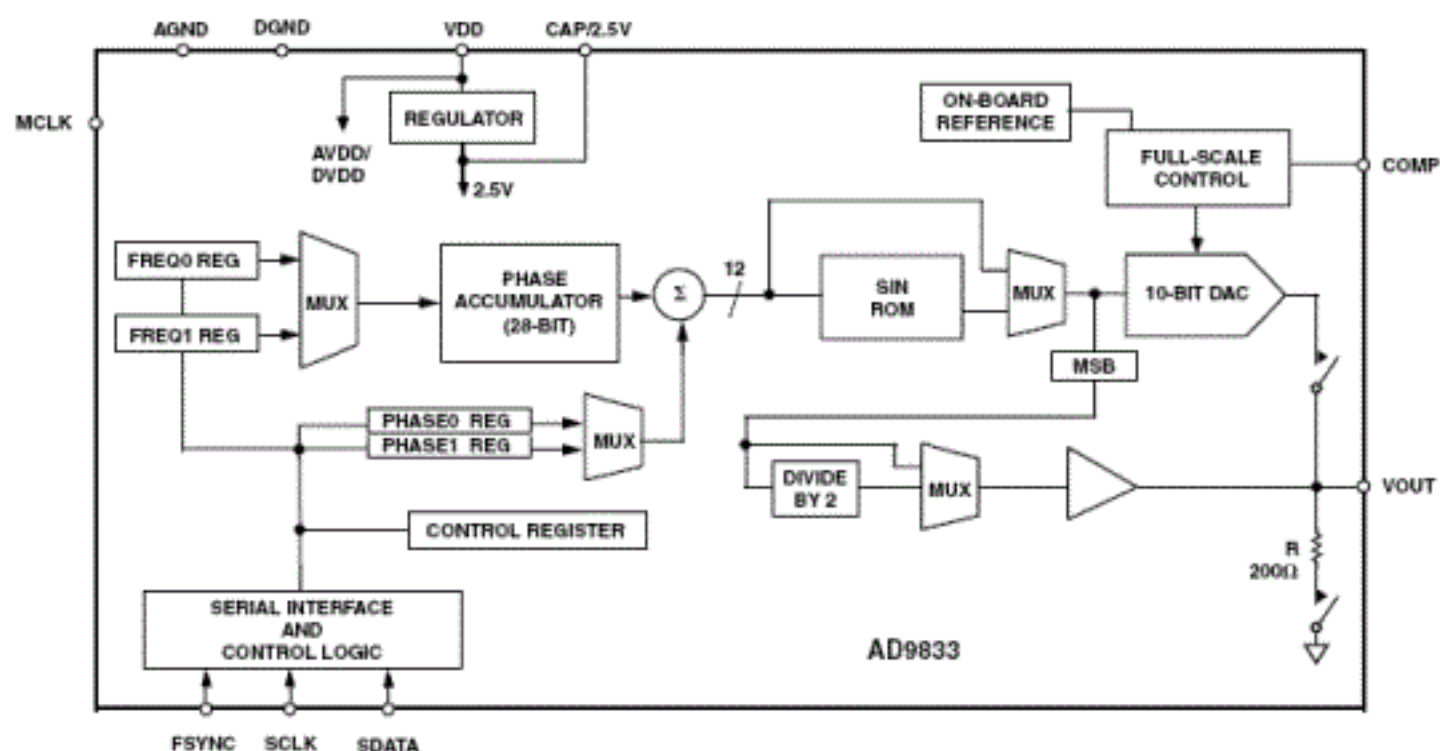 AGND
DGND
VDD
CAP/2.5V
MCLK
REGULATOR
AVDD/
DVDD
2.5V
ON-BOARD
REFERENCE
FULL-SCALE
CONTROL
COMP
FREQ0 REG
FREQ1 REG
MUX
PHASE
ACCUMULATOR
(28-BIT)
Σ
12
SIN
ROM
MUX
10-BIT DAC
MSB
PHASE0 REG
PHASE1 REG
MUX
DIVIDE
BY 2
MUX
VOUT
CONTROL REGISTER
R
200Ω
SERIAL INTERFACE
AND
CONTROL LOGIC
AD9833
FSYNC
SCLK
SDATA